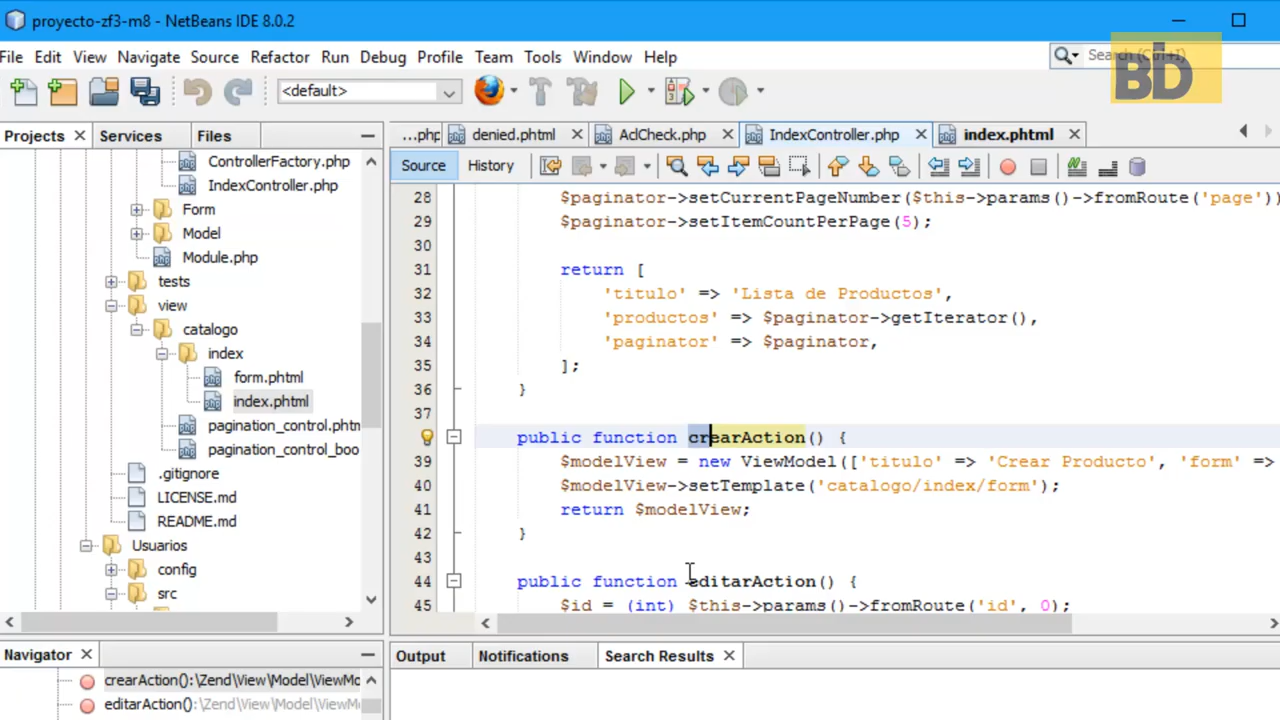 proyecto-zf3-m8 - NetBeans IDE 8.0.2
File Edit View Navigate Source Refactor Run Debug Profile Team Tools Window Help
Search (Ctrl+I)
BD
<default>
Projects Services Files
...php denied.phtml AclCheck.php IndexController.php index.phtml
Source History
ControllerFactory.php
IndexController.php
Form
Model
Module.php
tests
view
catalogo
index
form.phtml
index.phtml
pagination_control.phtm
pagination_control_boo
.gitignore
LICENSE.md
README.md
Usuarios
config
src
28 $paginator->setCurrentPageNumber($this->params()->fromRoute('page'))
29 $paginator->setItemCountPerPage(5);
30
31 return [
32 'titulo' => 'Lista de Productos',
33 'productos' => $paginator->getIterator(),
34 'paginator' => $paginator,
35 ];
36 }
37
38 public function crearAction() {
39 $modelView = new ViewModel(['titulo' => 'Crear Producto', 'form' =>
40 $modelView->setTemplate('catalogo/index/form');
41 return $modelView;
42 }
43
44 public function editarAction() {
45 $id = (int) $this->params()->fromRoute('id', 0);
Navigator
crearAction():\Zend\View\Model\ViewMo
editarAction():\Zend\View\Model\ViewM
Output Notifications Search Results